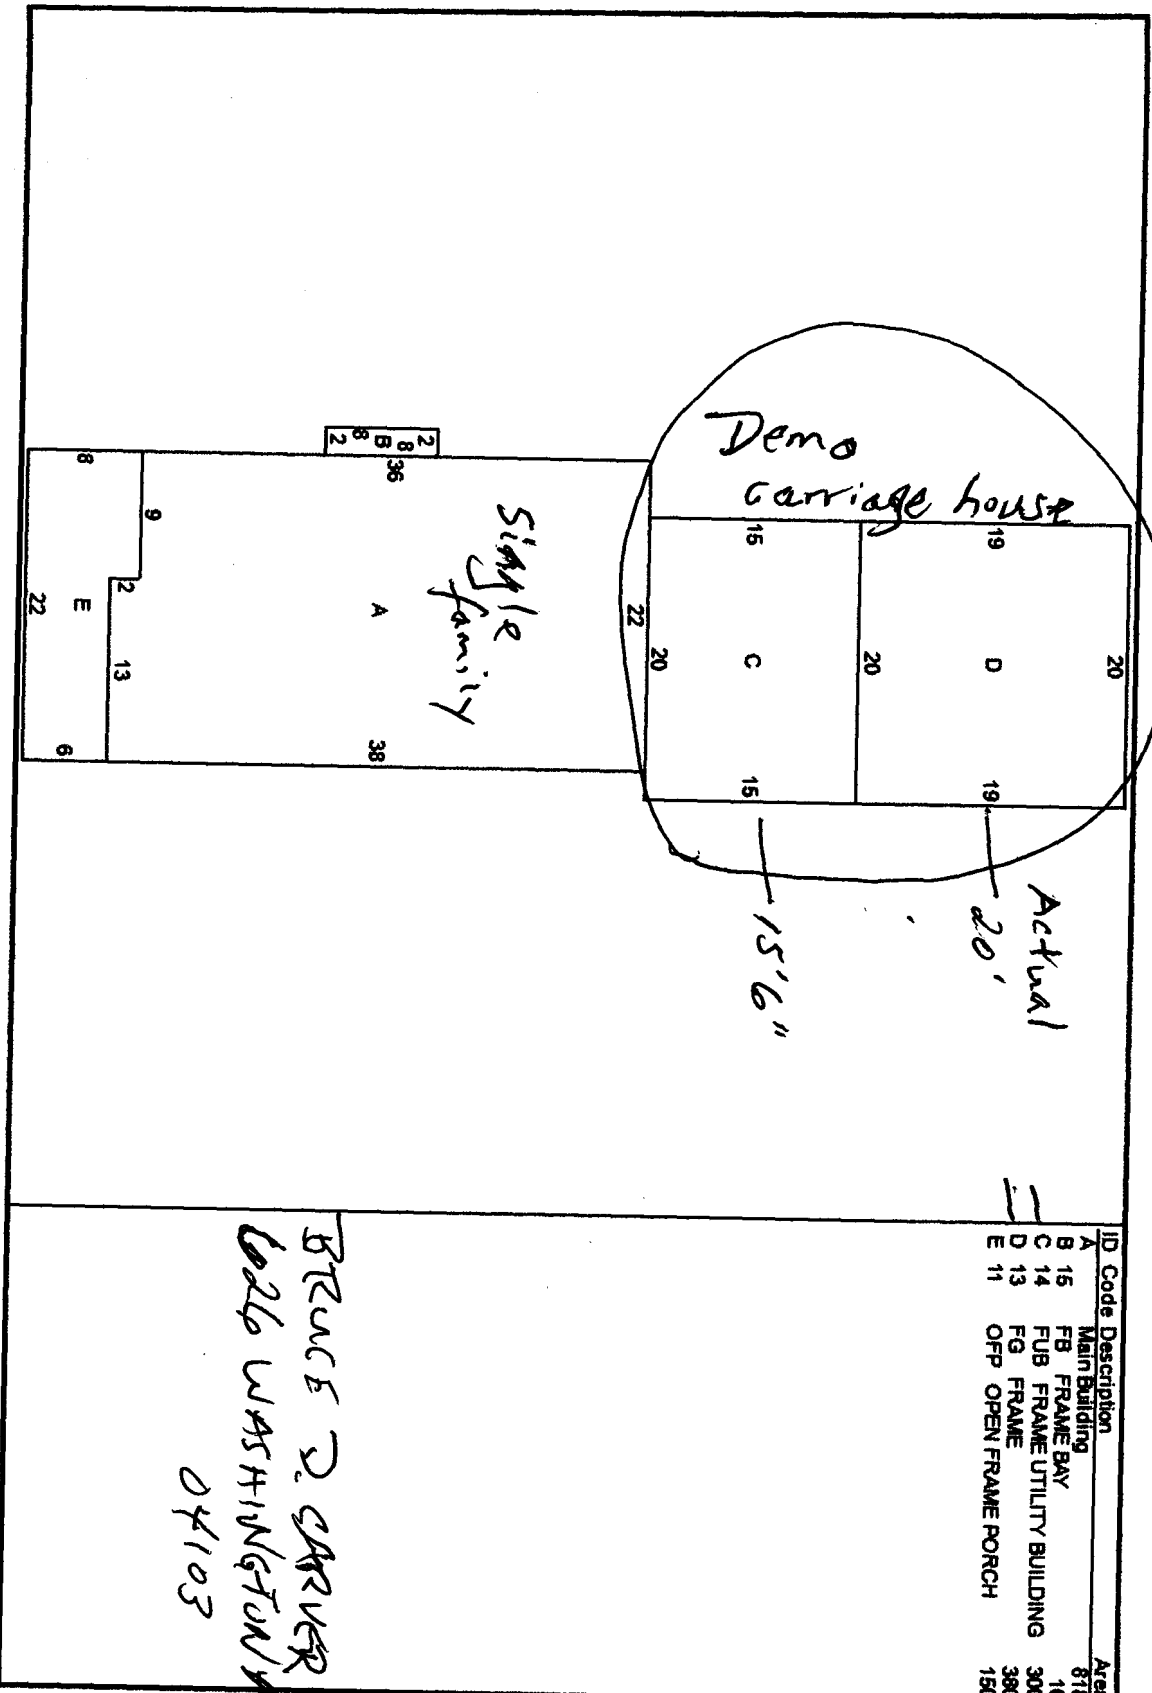 Demo
carriage house
19
20
D
20
19
15
C
20
15
22
Single
family
A
36
38
2
8
B
8
2
8
9
2
13
E
22
6
Actual
20'
15'6"
ID Code Description
A Main Building
B 15 FB FRAME BAY
C 14 FUB FRAME UTILITY BUILDING
D 13 FG FRAME
E 11 OFP OPEN FRAME PORCH
BRUCE D. CARVER
626 WASHINGTON
04103